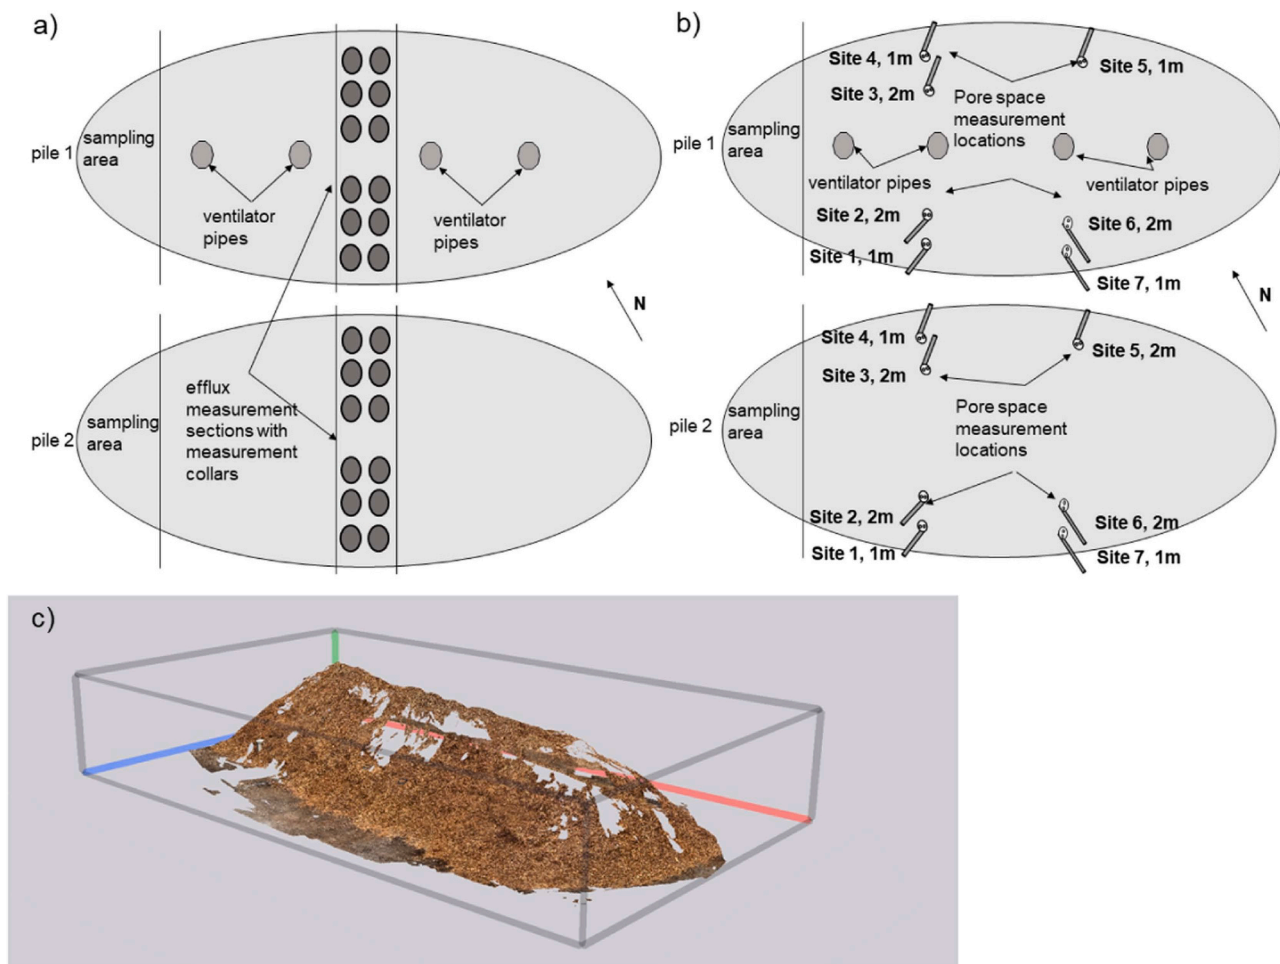 a)
pile 1
sampling
area
ventilator
pipes
ventilator
pipes
N
pile 2
sampling
area
efflux
measurement
sections with
measurement
collars
b)
Site 4, 1m
Site 3, 2m
Site 5, 1m
Pore space
measurement
locations
pile 1
sampling
area
ventilator pipes
ventilator pipes
Site 2, 2m
Site 1, 1m
Site 6, 2m
Site 7, 1m
N
Site 4, 1m
Site 3, 2m
Site 5, 2m
pile 2
sampling
area
Pore space
measurement
locations
Site 2, 2m
Site 1, 1m
Site 6, 2m
Site 7, 1m
c)